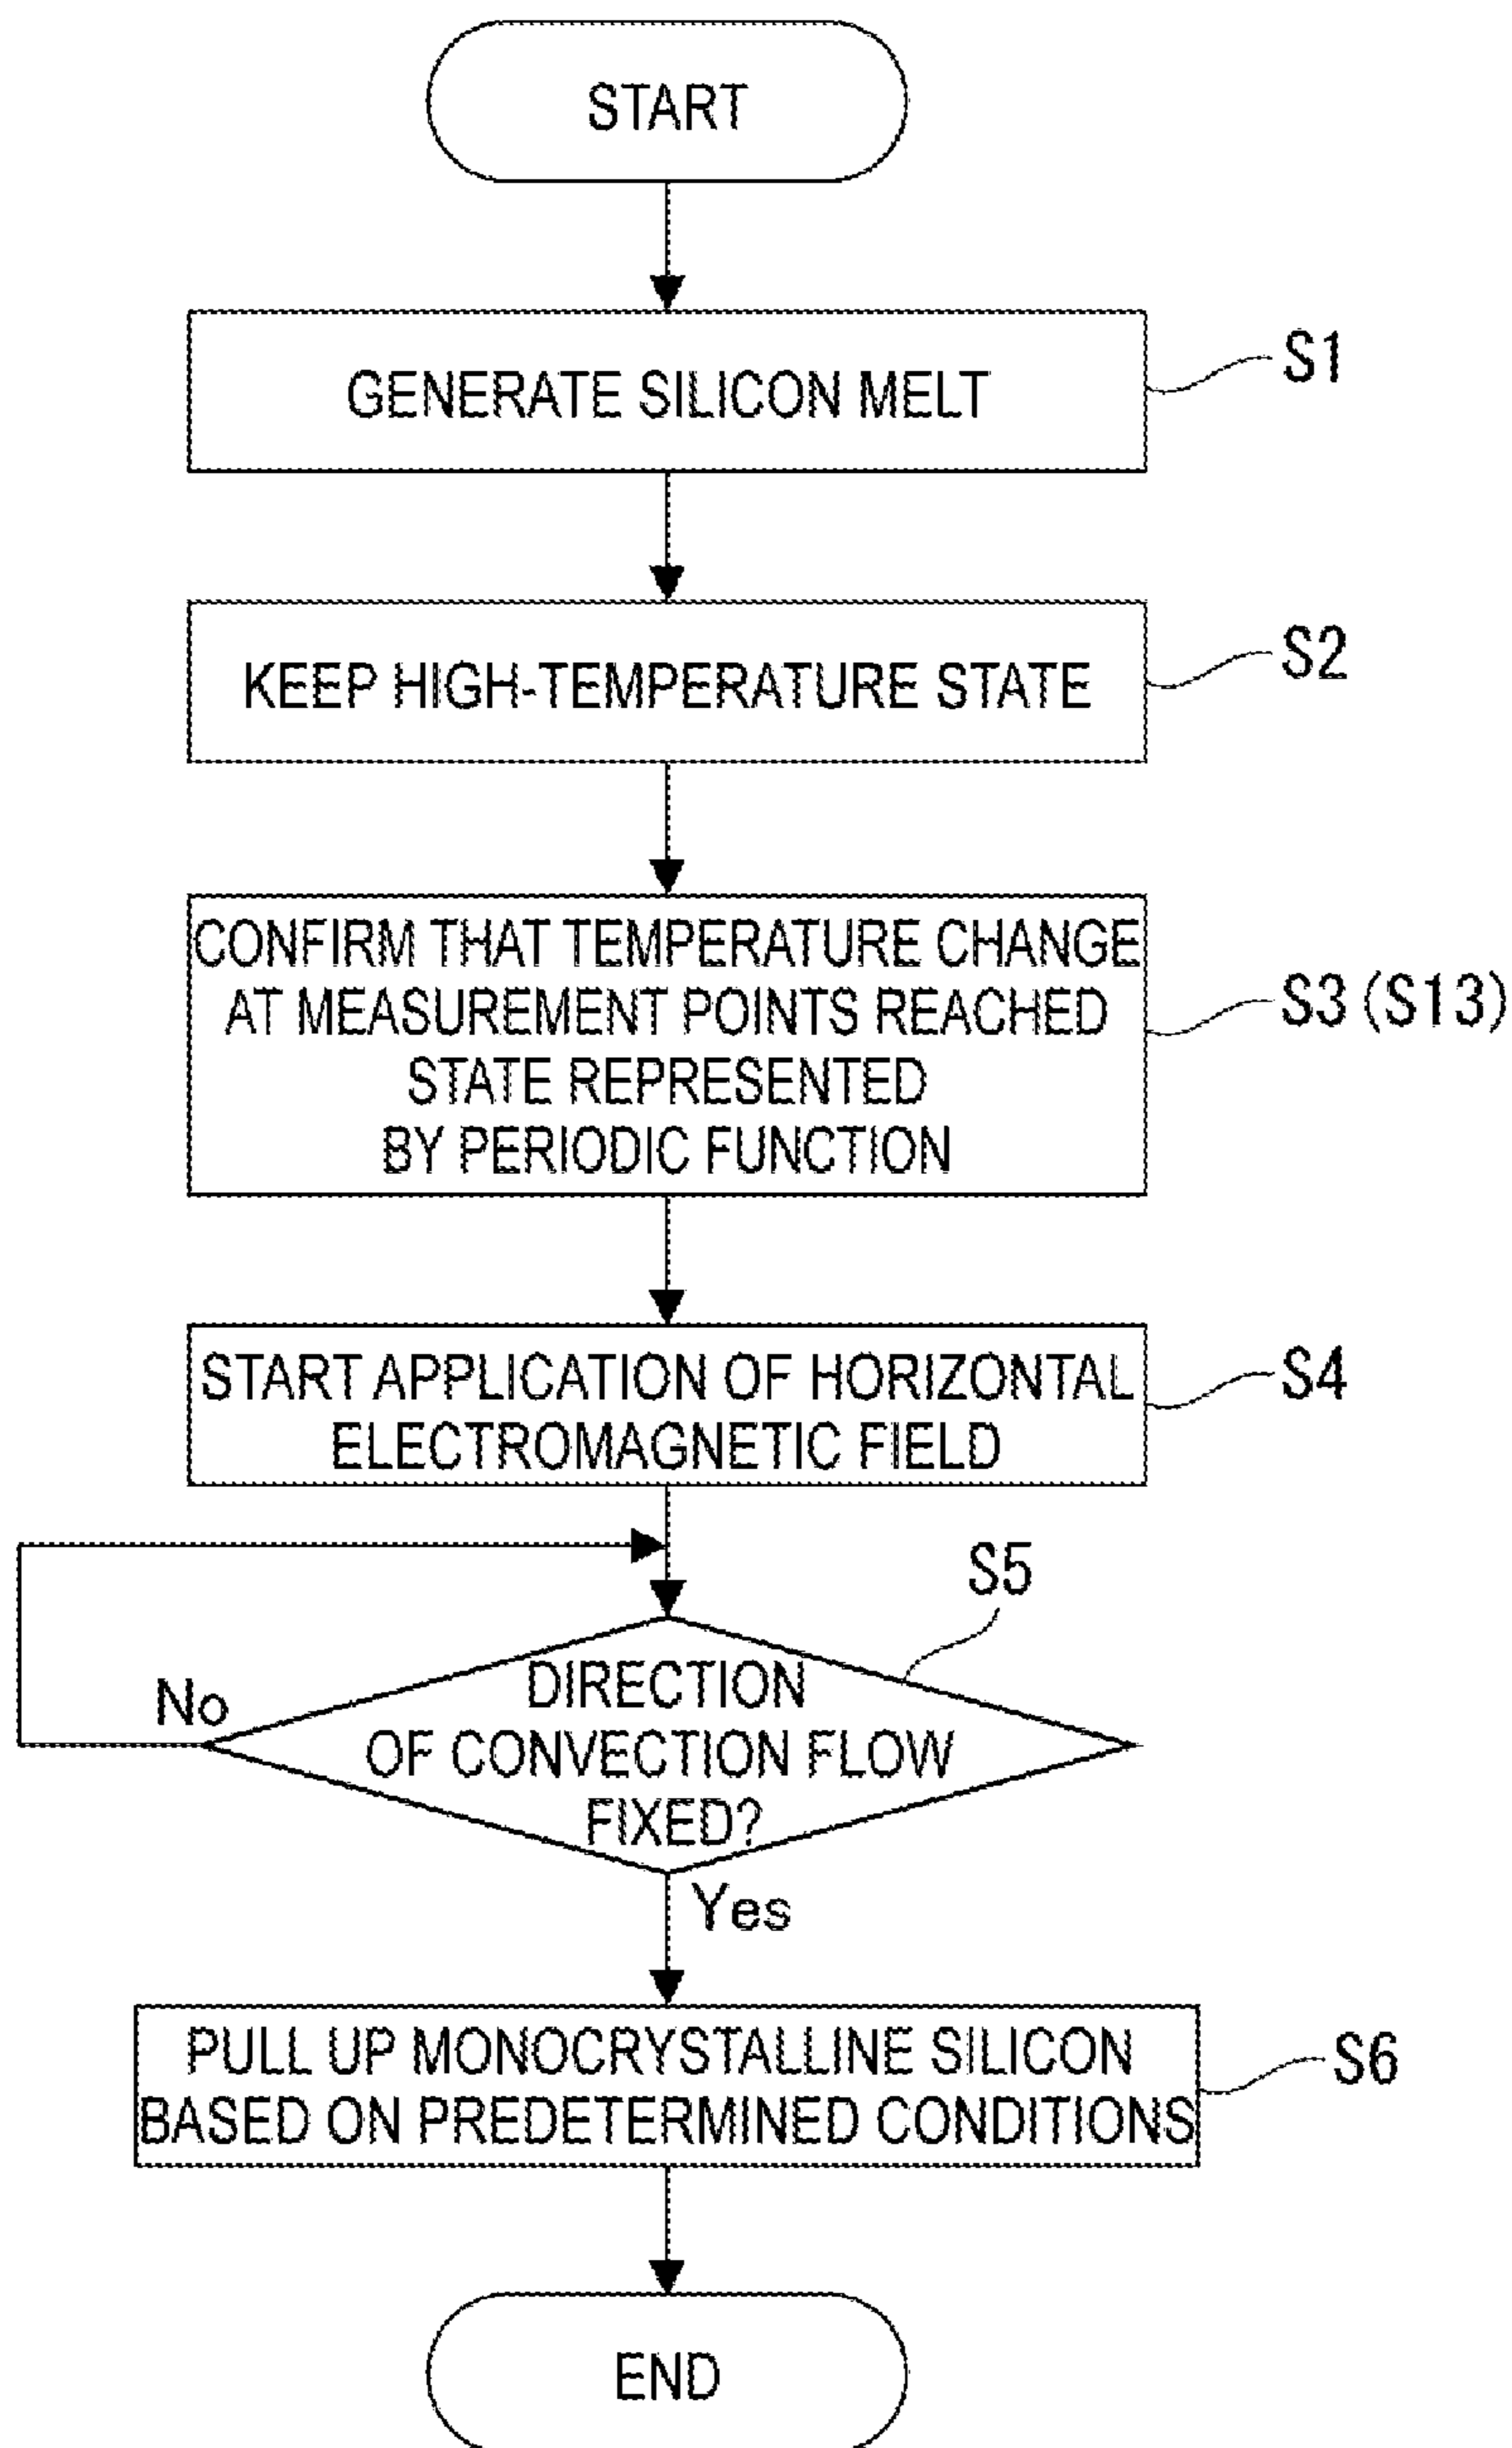 START
GENERATE SILICON MELT
S1
KEEP HIGH-TEMPERATURE STATE
S2
CONFIRM THAT TEMPERATURE CHANGE
AT MEASUREMENT POINTS REACHED
STATE REPRESENTED
BY PERIODIC FUNCTION
S3 (S13)
START APPLICATION OF HORIZONTAL
ELECTROMAGNETIC FIELD
S4
S5
DIRECTION
OF CONVECTION FLOW
FIXED?
No
Yes
PULL UP MONOCRYSTALLINE SILICON
BASED ON PREDETERMINED CONDITIONS
S6
END